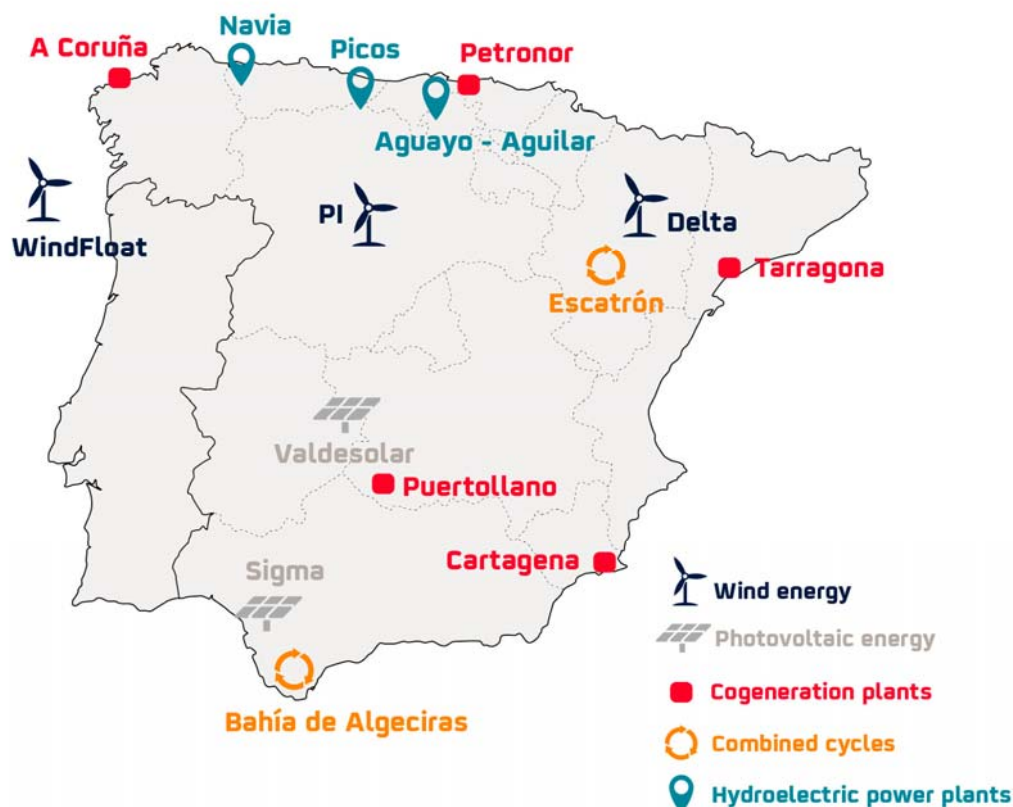 Navia
A Coruña
Picos
Petronor
Aguayo - Aguilar
WindFloat
PI
Delta
Tarragona
Escatrón
Valdesolar
Puertollano
Cartagena
Sigma
Bahía de Algeciras
Wind energy
Photovoltaic energy
Cogeneration plants
Combined cycles
Hydroelectric power plants